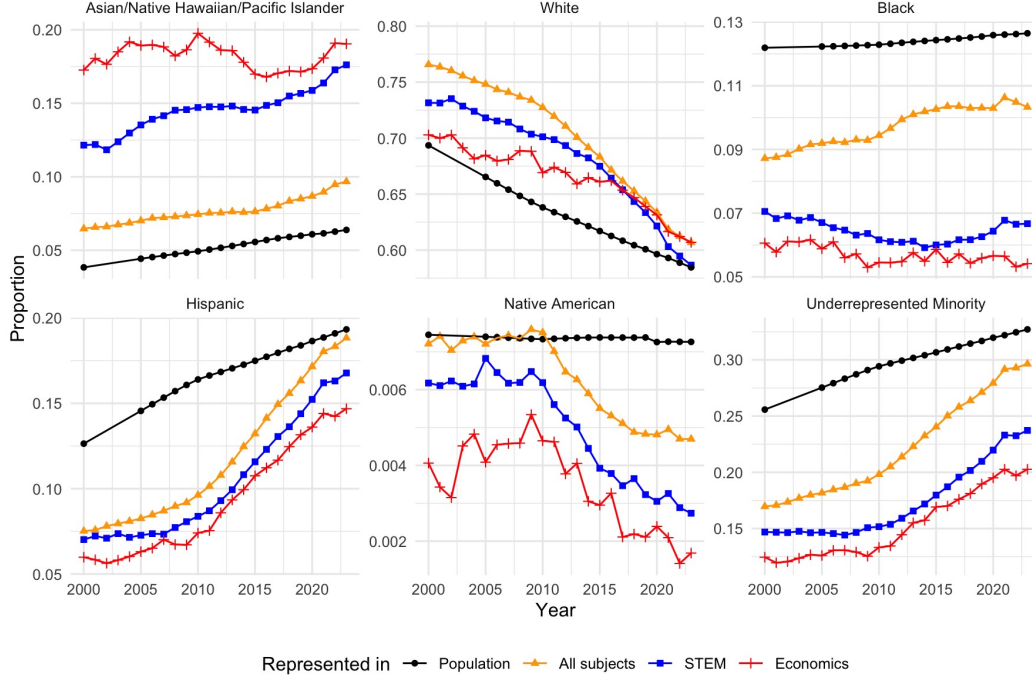 Asian/Native Hawaiian/Pacific Islander
White
Black
0.20
0.15
0.10
0.05
0.80
0.75
0.70
0.65
0.60
0.13
0.11
0.09
0.07
0.05
Proportion
Hispanic
Native American
Underrepresented Minority
0.20
0.15
0.10
0.05
0.006
0.004
0.002
0.30
0.25
0.20
0.15
2000 2005 2010 2015 2020
2000 2005 2010 2015 2020
2000 2005 2010 2015 2020
Year
Represented in Population All subjects STEM Economics